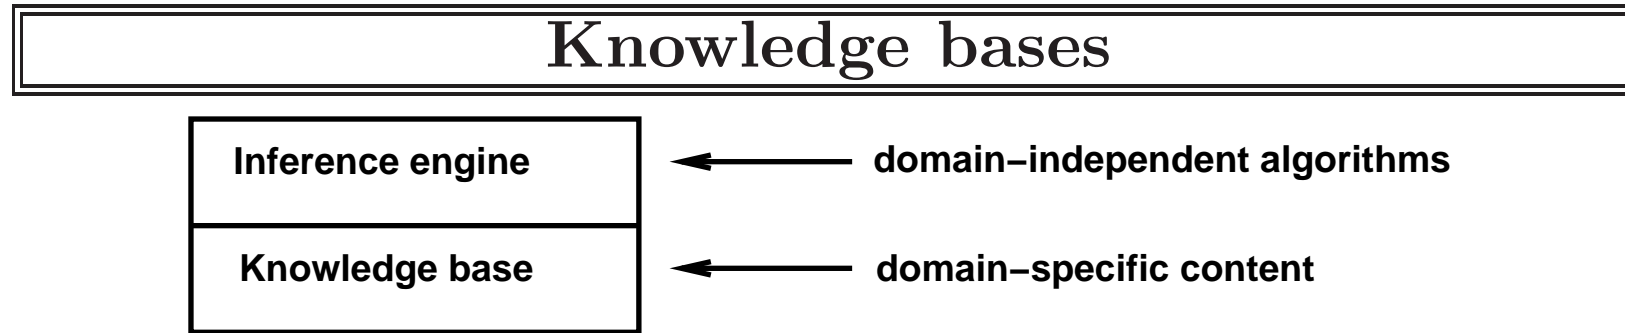 Knowledge bases
Inference engine domain−independent algorithms
Knowledge base domain−specific content